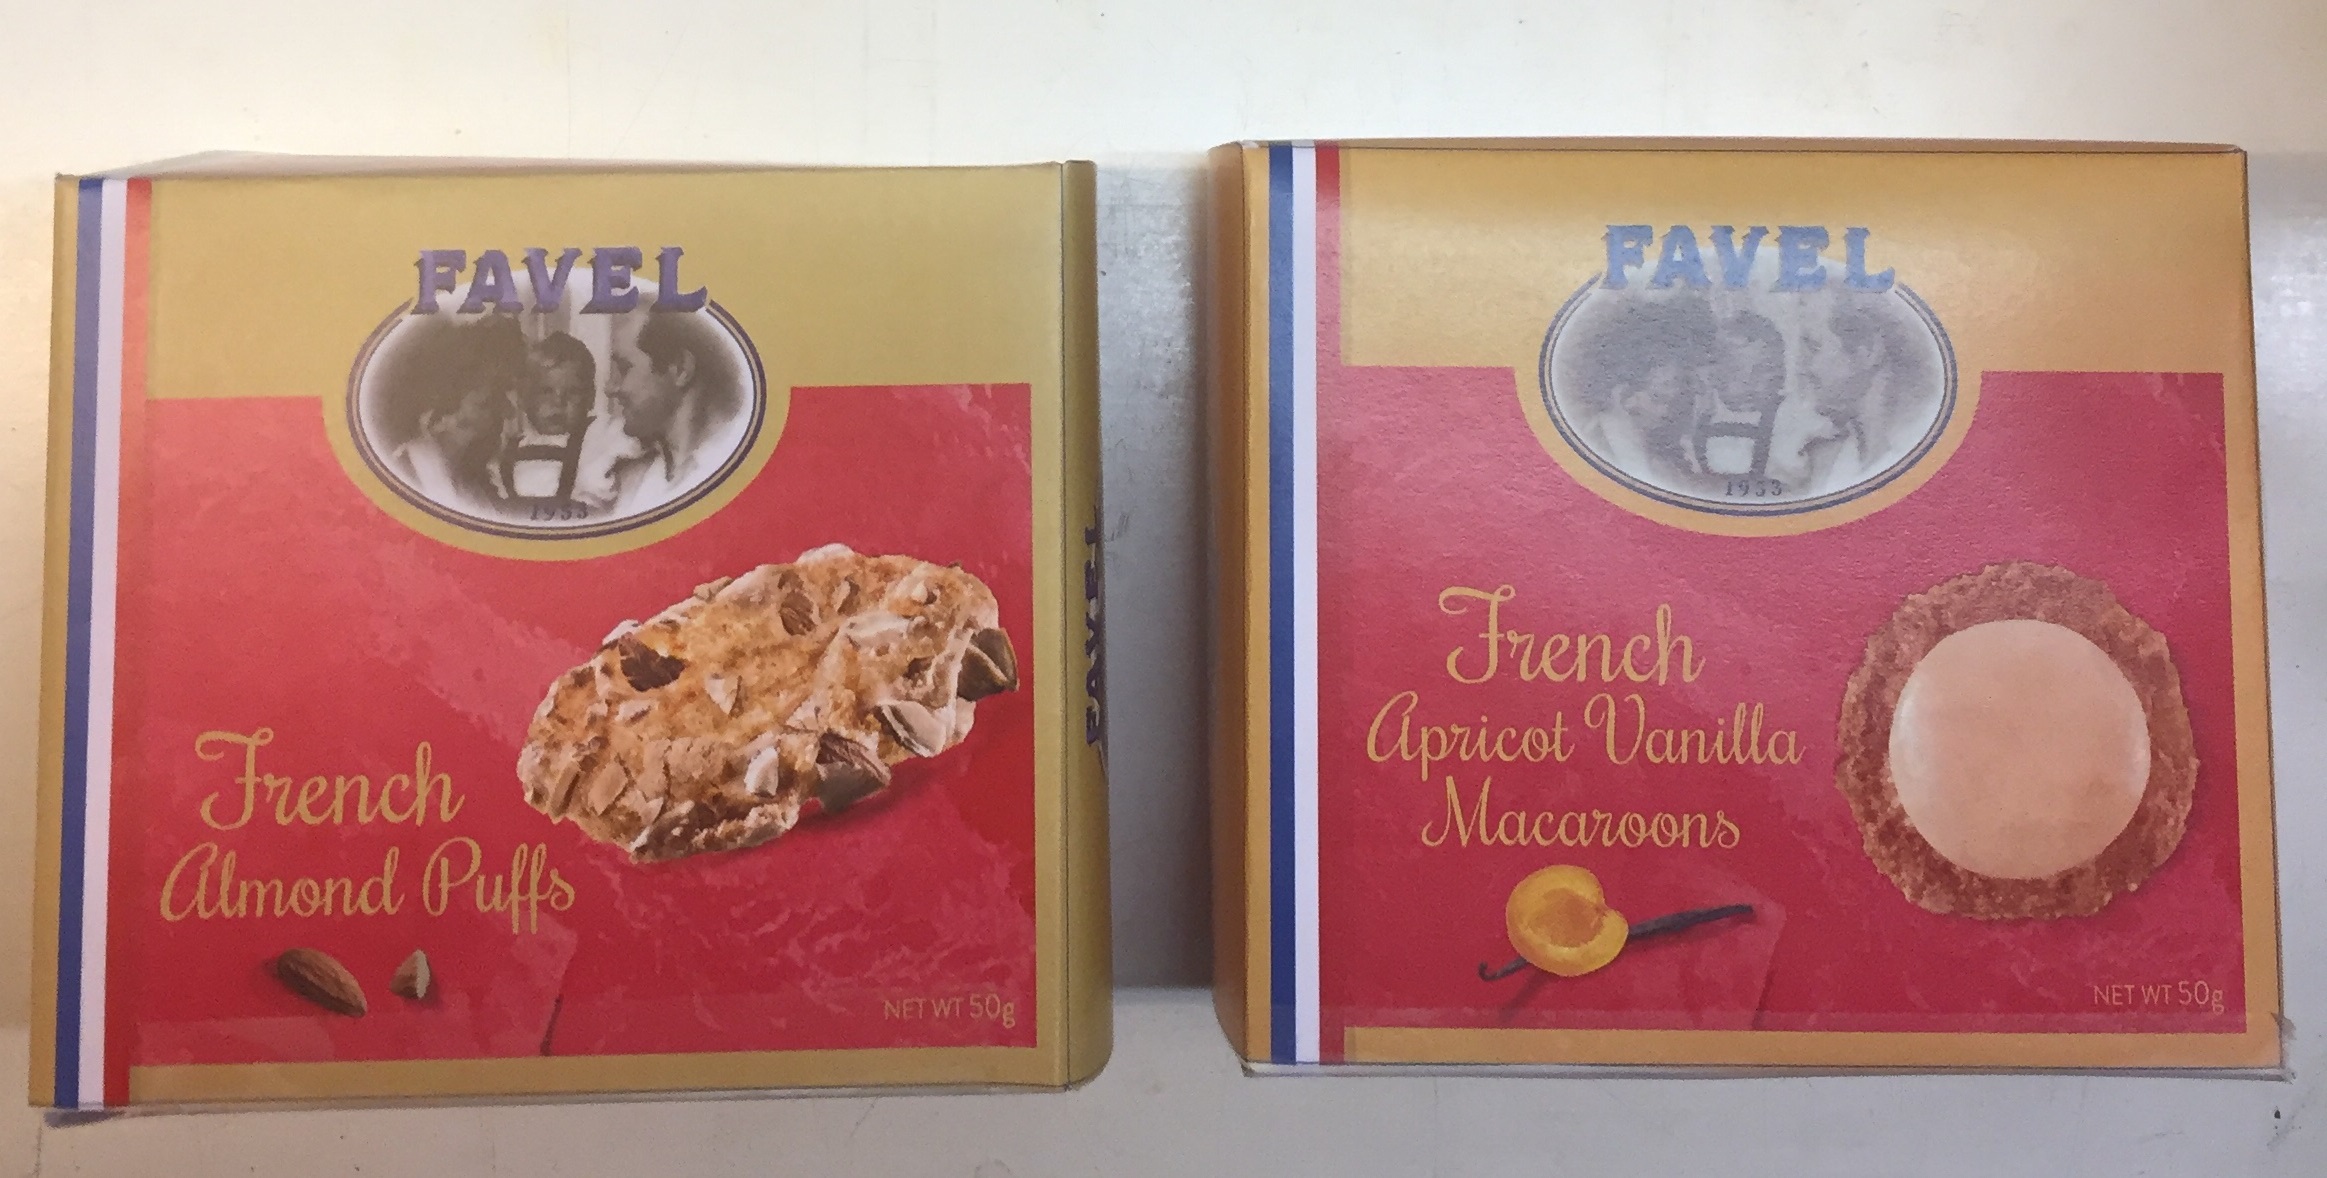 FAVEL
1953
French
Almond Puffs
NET WT 50g
FAVEL
FAVEL
1953
French
Apricot Vanilla
Macaroons
NET WT 50g